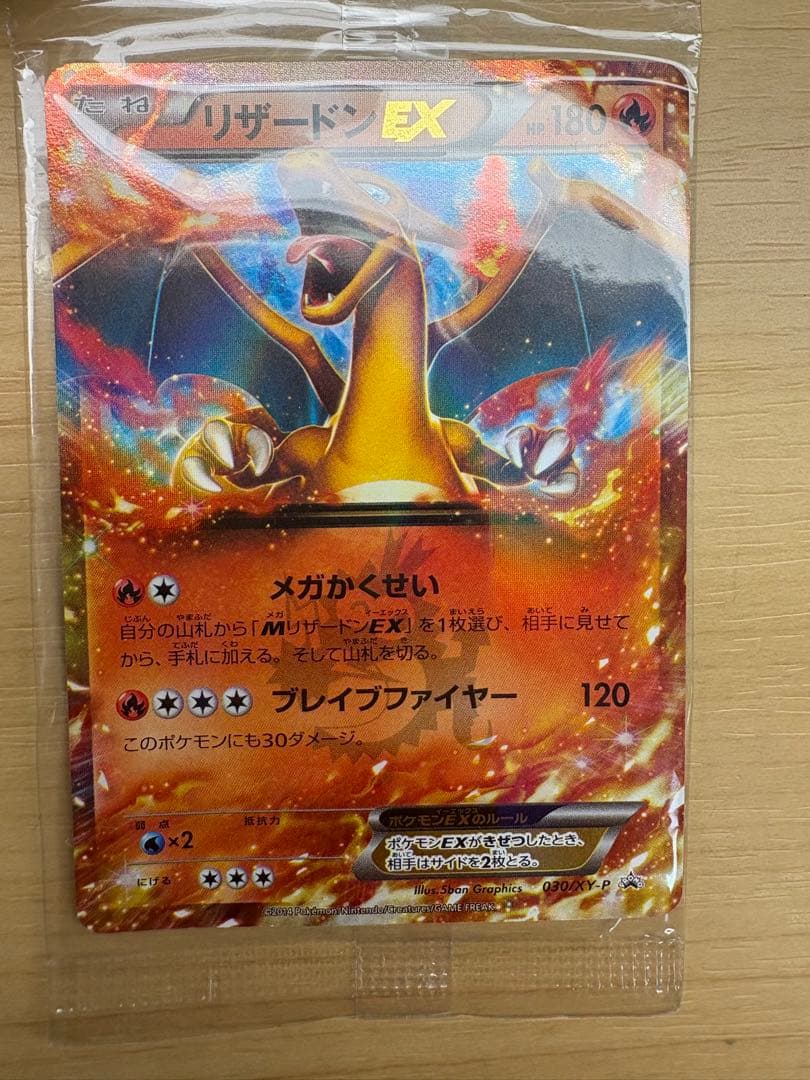 たね リザードンEX HP180
メガかくせい
自分の山札から「MリザードンEX」を1枚選び、相手に見せて
から、手札に加える。そして山札を切る。
ブレイブファイヤー 120
このポケモンにも30ダメージ。
弱点 抵抗力
×2
にげる
ポケモンEXのルール
ポケモンEXがきぜつしたとき、
相手はサイドを2枚とる。
illus.5ban Graphics 030/XY-P
©2014 Pokémon/Nintendo/Creatures/GAME FREAK.